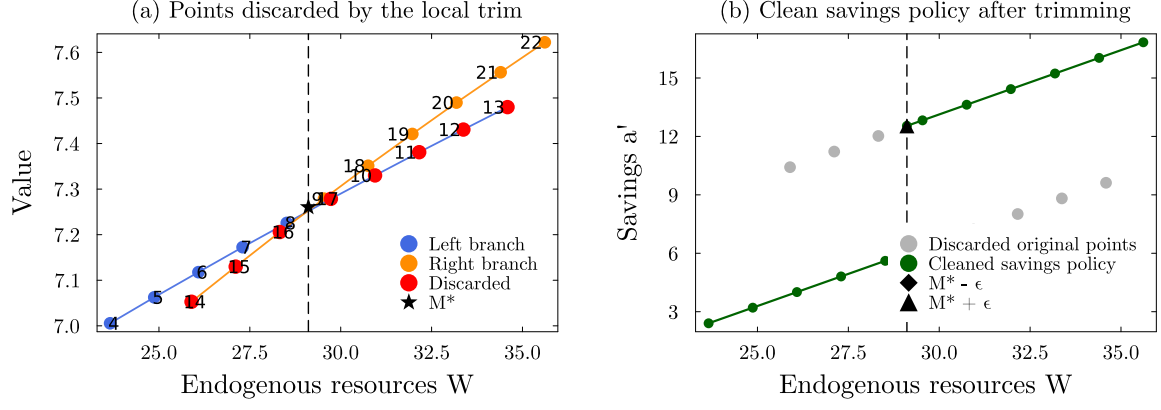 (a) Points discarded by the local trim
7.6
7.5
7.4
7.3
7.2
7.1
7.0
Value
4
5
6
7
8
9
10
11
12
13
14
15
16
17
18
19
20
21
22
Left branch
Right branch
Discarded
M*
25.0 27.5 30.0 32.5 35.0
Endogenous resources W
(b) Clean savings policy after trimming
15
12
9
6
3
Savings a'
Discarded original points
Cleaned savings policy
M* - ϵ
M* + ϵ
25.0 27.5 30.0 32.5 35.0
Endogenous resources W